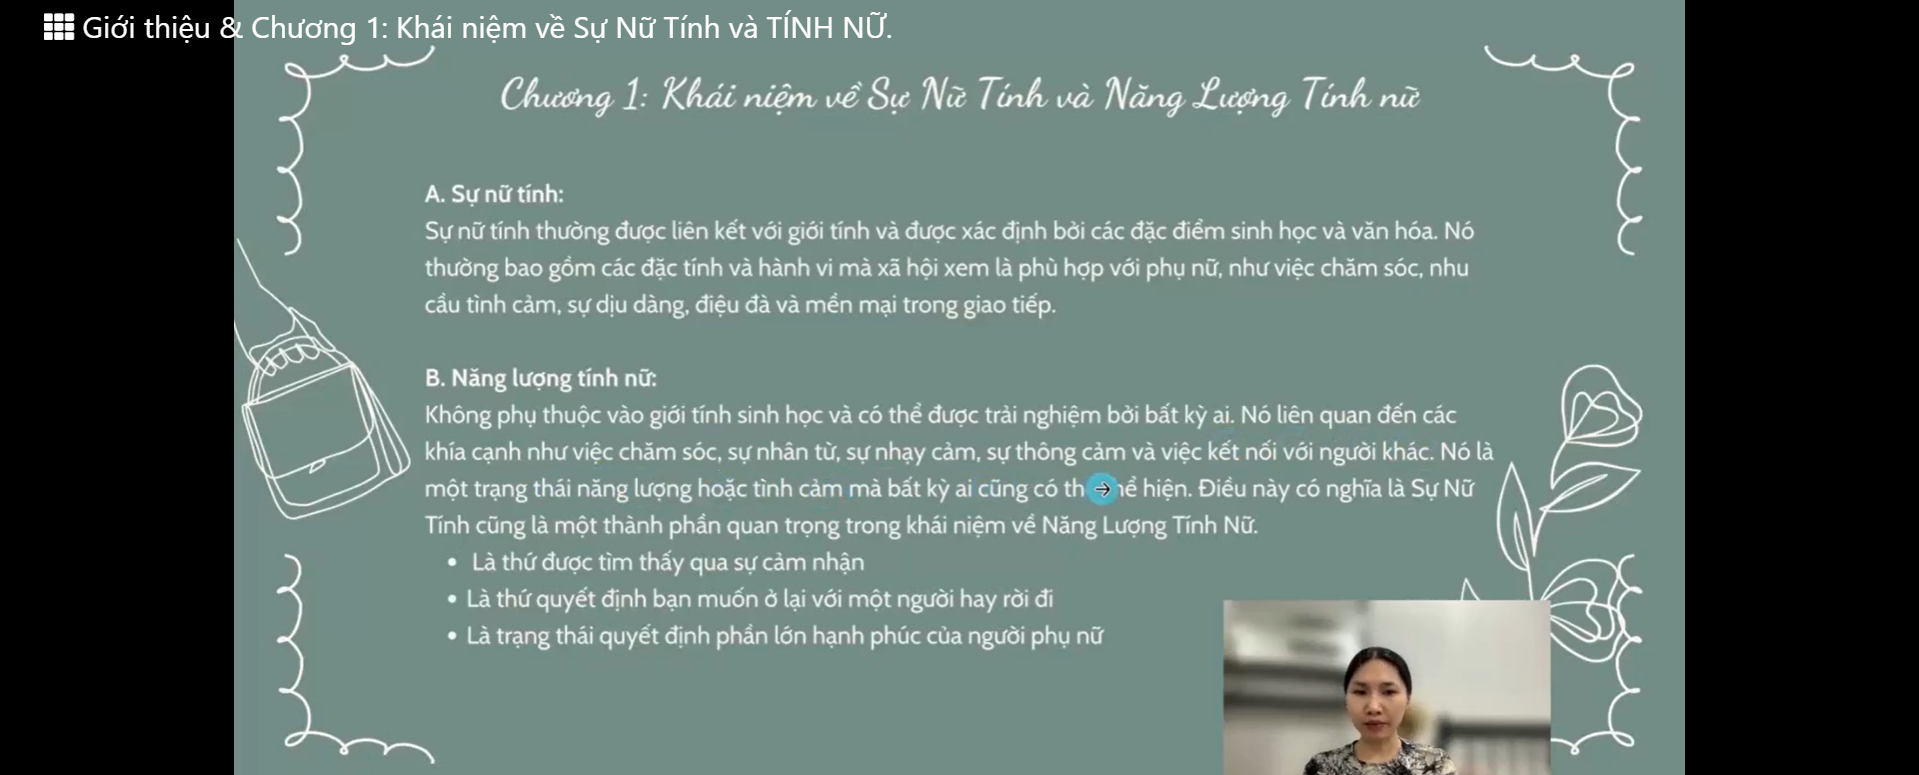 Giới thiệu & Chương 1: Khái niệm về Sự Nữ Tính và TÍNH NỮ.
Chương 1: Khái niệm về Sự Nữ Tính và Năng Lượng Tính nữ
A. Sự nữ tính:
Sự nữ tính thường được liên kết với giới tính và được xác định bởi các đặc điểm sinh học và văn hóa. Nó
thường bao gồm các đặc tính và hành vi mà xã hội xem là phù hợp với phụ nữ, như việc chăm sóc, nhu
cầu tình cảm, sự dịu dàng, điệu đà và mền mại trong giao tiếp.
B. Năng lượng tính nữ:
Không phụ thuộc vào giới tính sinh học và có thể được trải nghiệm bởi bất kỳ ai. Nó liên quan đến các
khía cạnh như việc chăm sóc, sự nhân từ, sự nhạy cảm, sự thông cảm và việc kết nối với người khác. Nó là
một trạng thái năng lượng hoặc tình cảm mà bất kỳ ai cũng có hiện. Điều này có nghĩa là Sự Nữ
Tính cũng là một thành phần quan trọng trong khái niệm về Năng Lượng Tính Nữ.
• Là thứ được tìm thấy qua sự cảm nhận
• Là thứ quyết định bạn muốn ở lại với một người hay rời đi
• Là trạng thái quyết định phần lớn hạnh phúc của người phụ nữ